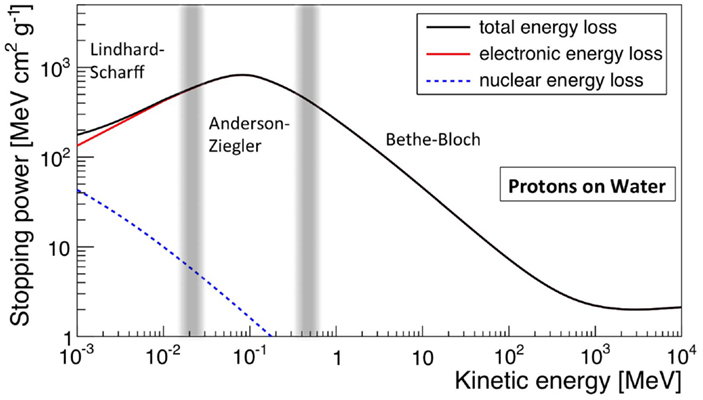 Stopping power [MeV cm² g⁻¹]
10³
10²
10
1
Lindhard-
Scharff
Anderson-
Ziegler
Bethe-Bloch
total energy loss
electronic energy loss
nuclear energy loss
Protons on Water
10⁻³ 10⁻² 10⁻¹ 1 10 10² 10³ 10⁴
Kinetic energy [MeV]